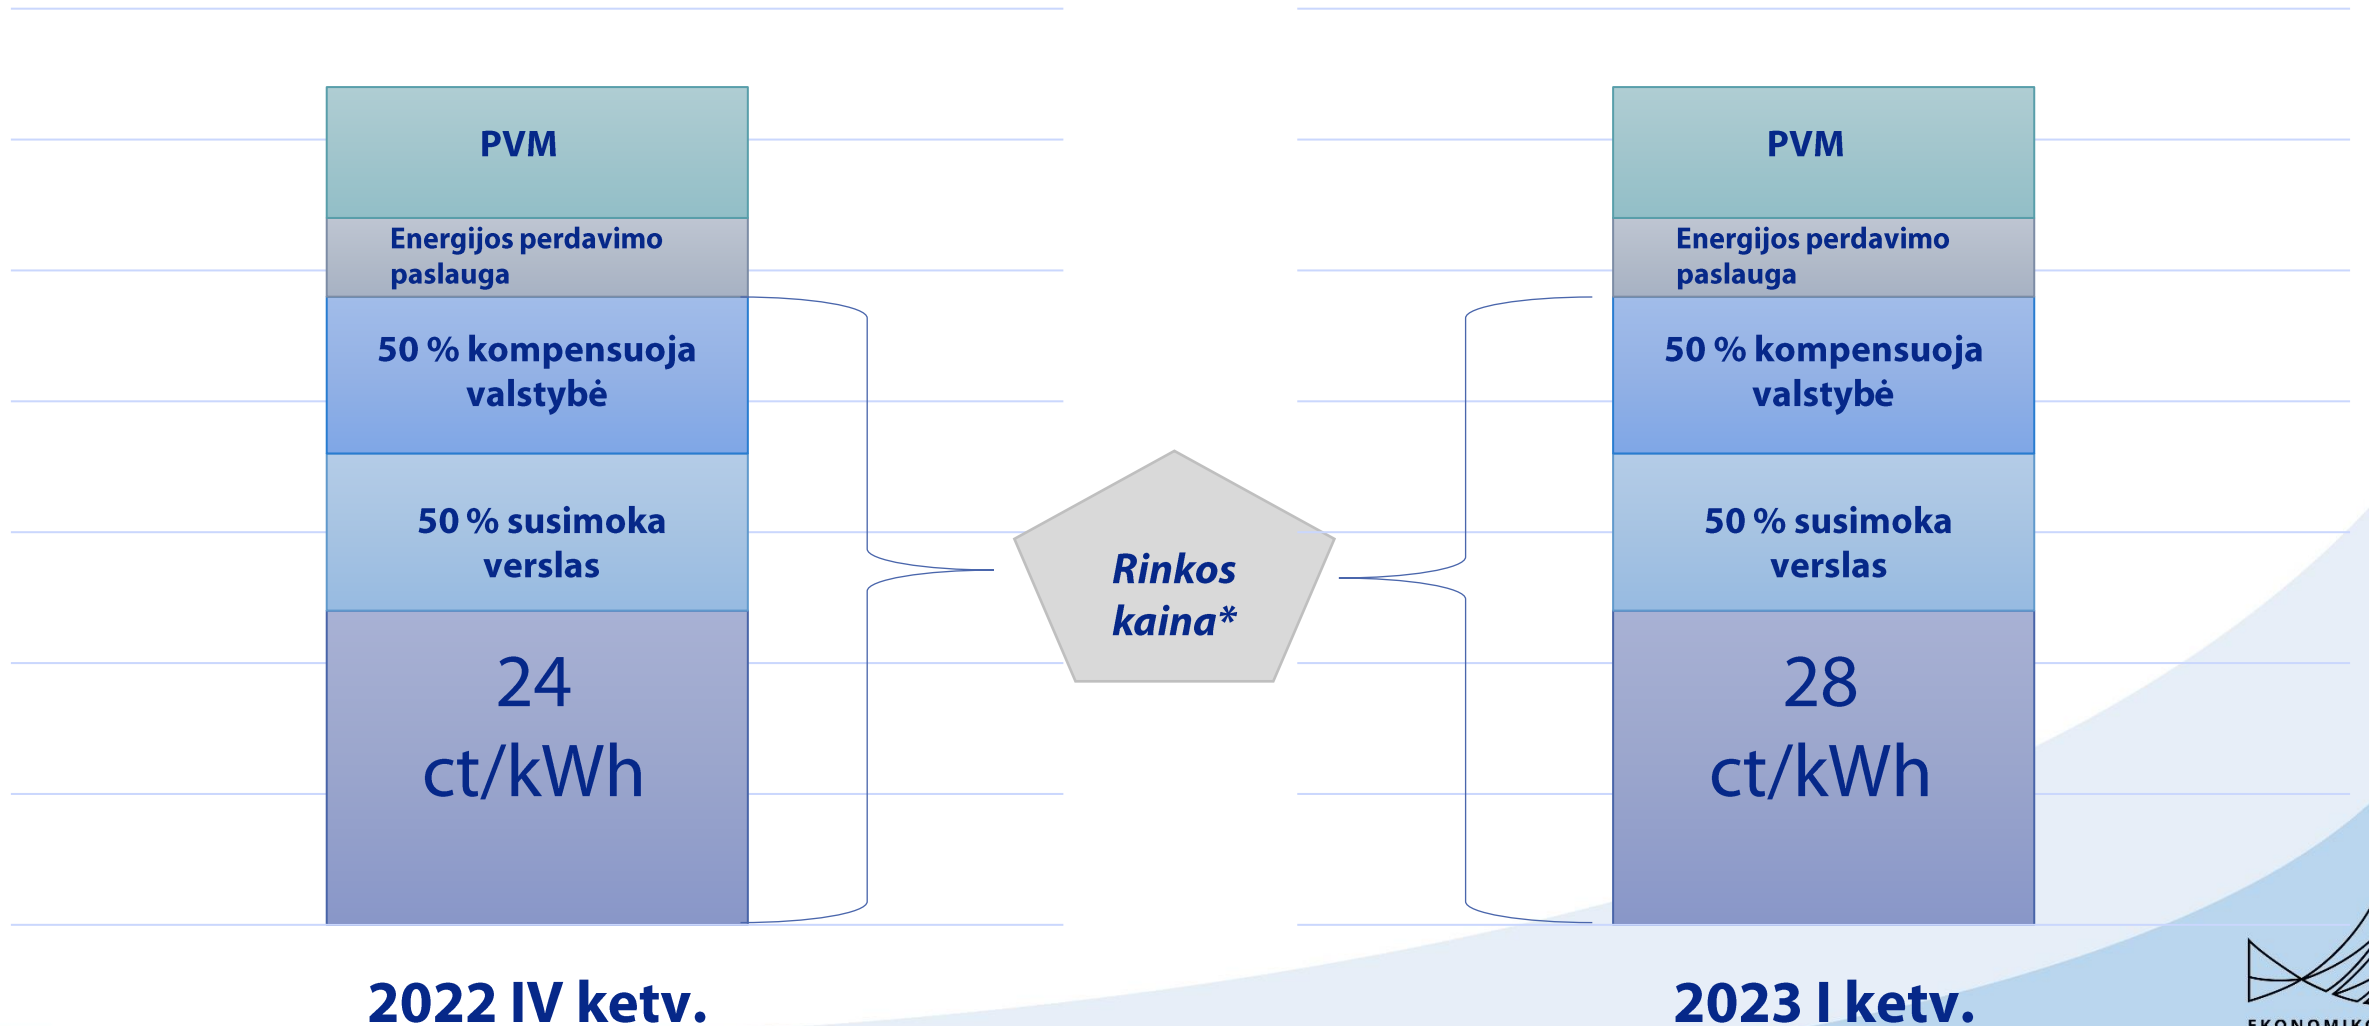 PVM
Energijos perdavimo
paslauga
50 % kompensuoja
valstybė
50 % susimoka
verslas
24
ct/kWh
2022 IV ketv.
Rinkos
kaina*
PVM
Energijos perdavimo
paslauga
50 % kompensuoja
valstybė
50 % susimoka
verslas
28
ct/kWh
2023 I ketv.